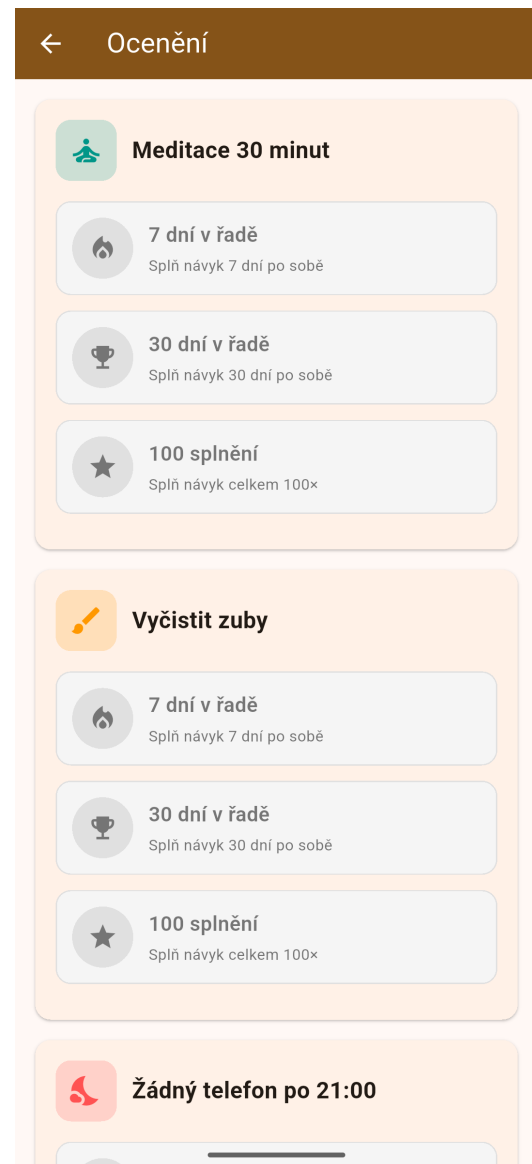 Ocenění
Meditace 30 minut
7 dní v řadě
Splň návyk 7 dní po sobě
30 dní v řadě
Splň návyk 30 dní po sobě
100 splnění
Splň návyk celkem 100×
Vyčistit zuby
7 dní v řadě
Splň návyk 7 dní po sobě
30 dní v řadě
Splň návyk 30 dní po sobě
100 splnění
Splň návyk celkem 100×
Žádný telefon po 21:00